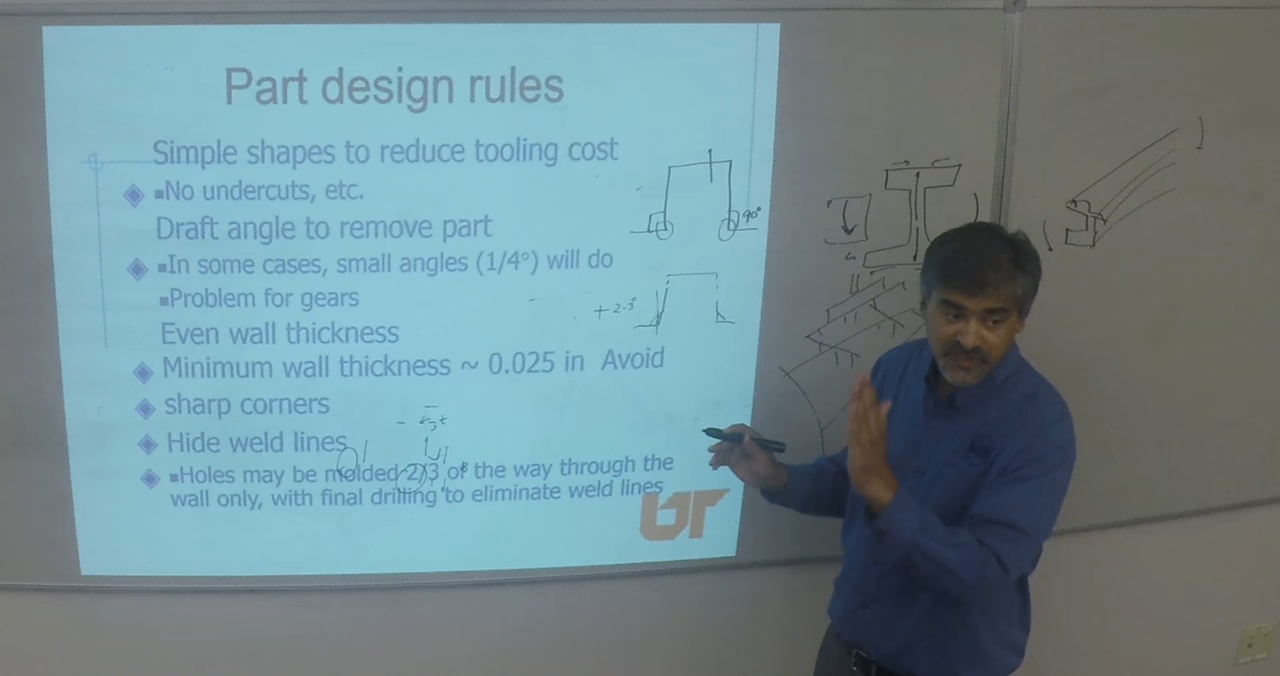 Part design rules
Simple shapes to reduce tooling cost
No undercuts, etc.
Draft angle to remove part
In some cases, small angles (1/4°) will do
Problem for gears
Even wall thickness
Minimum wall thickness ~ 0.025 in Avoid
sharp corners
Hide weld lines
Holes may be molded 2/3 of the way through the
wall only, with final drilling to eliminate weld lines
UT
90°
+2-3°